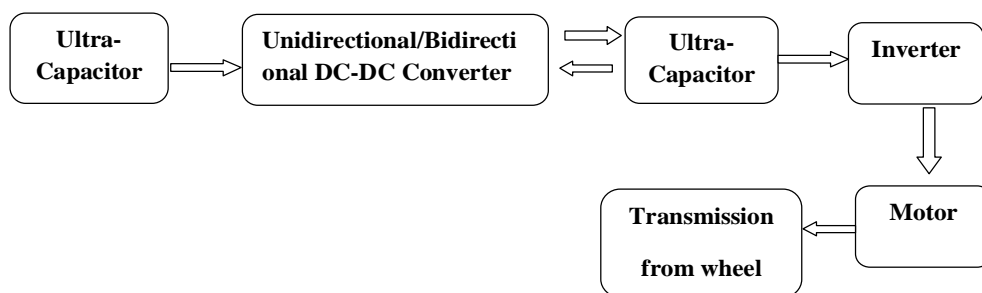 Ultra-
Capacitor
Unidirectional/Bidirecti
onal DC-DC Converter
Ultra-
Capacitor
Inverter
Motor
Transmission
from wheel